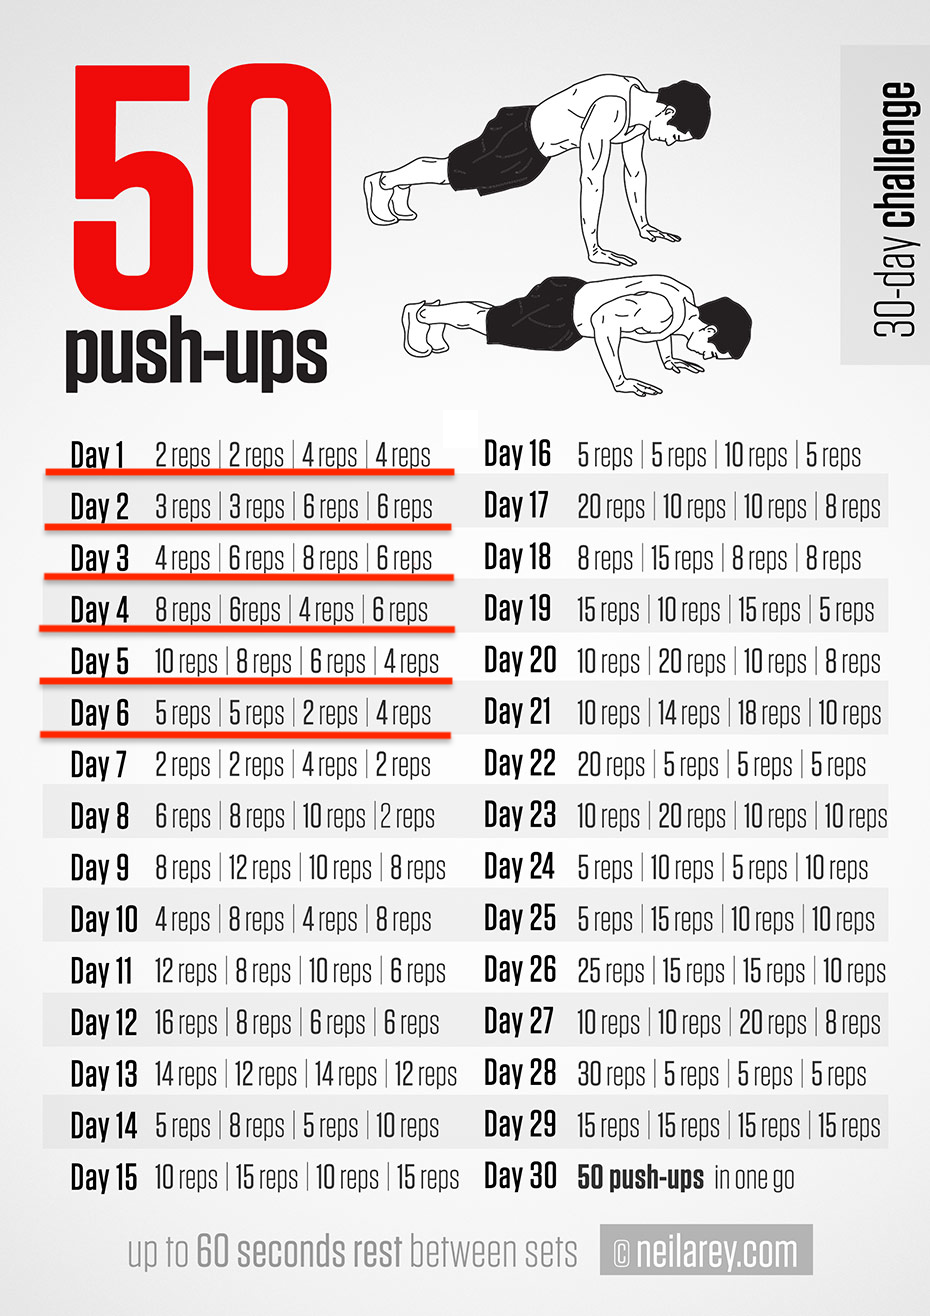 50
push-ups
30-day challenge
Day 1 2 reps | 2 reps | 4 reps | 4 reps
Day 2 3 reps | 3 reps | 6 reps | 6 reps
Day 3 4 reps | 6 reps | 8 reps | 6 reps
Day 4 8 reps | 6reps | 4 reps | 6 reps
Day 5 10 reps | 8 reps | 6 reps | 4 reps
Day 6 5 reps | 5 reps | 2 reps | 4 reps
Day 7 2 reps | 2 reps | 4 reps | 2 reps
Day 8 6 reps | 8 reps | 10 reps | 2 reps
Day 9 8 reps | 12 reps | 10 reps | 8 reps
Day 10 4 reps | 8 reps | 4 reps | 8 reps
Day 11 12 reps | 8 reps | 10 reps | 6 reps
Day 12 16 reps | 8 reps | 6 reps | 6 reps
Day 13 14 reps | 12 reps | 14 reps | 12 reps
Day 14 5 reps | 8 reps | 5 reps | 10 reps
Day 15 10 reps | 15 reps | 10 reps | 15 reps
Day 16 5 reps | 5 reps | 10 reps | 5 reps
Day 17 20 reps | 10 reps | 10 reps | 8 reps
Day 18 8 reps | 15 reps | 8 reps | 8 reps
Day 19 15 reps | 10 reps | 15 reps | 5 reps
Day 20 10 reps | 20 reps | 10 reps | 8 reps
Day 21 10 reps | 14 reps | 18 reps | 10 reps
Day 22 20 reps | 5 reps | 5 reps | 5 reps
Day 23 10 reps | 20 reps | 10 reps | 10 reps
Day 24 5 reps | 10 reps | 5 reps | 10 reps
Day 25 5 reps | 15 reps | 10 reps | 10 reps
Day 26 25 reps | 15 reps | 15 reps | 10 reps
Day 27 10 reps | 10 reps | 20 reps | 8 reps
Day 28 30 reps | 5 reps | 5 reps | 5 reps
Day 29 15 reps | 15 reps | 15 reps | 15 reps
Day 30 50 push-ups in one go
up to 60 seconds rest between sets
© neilarey.com